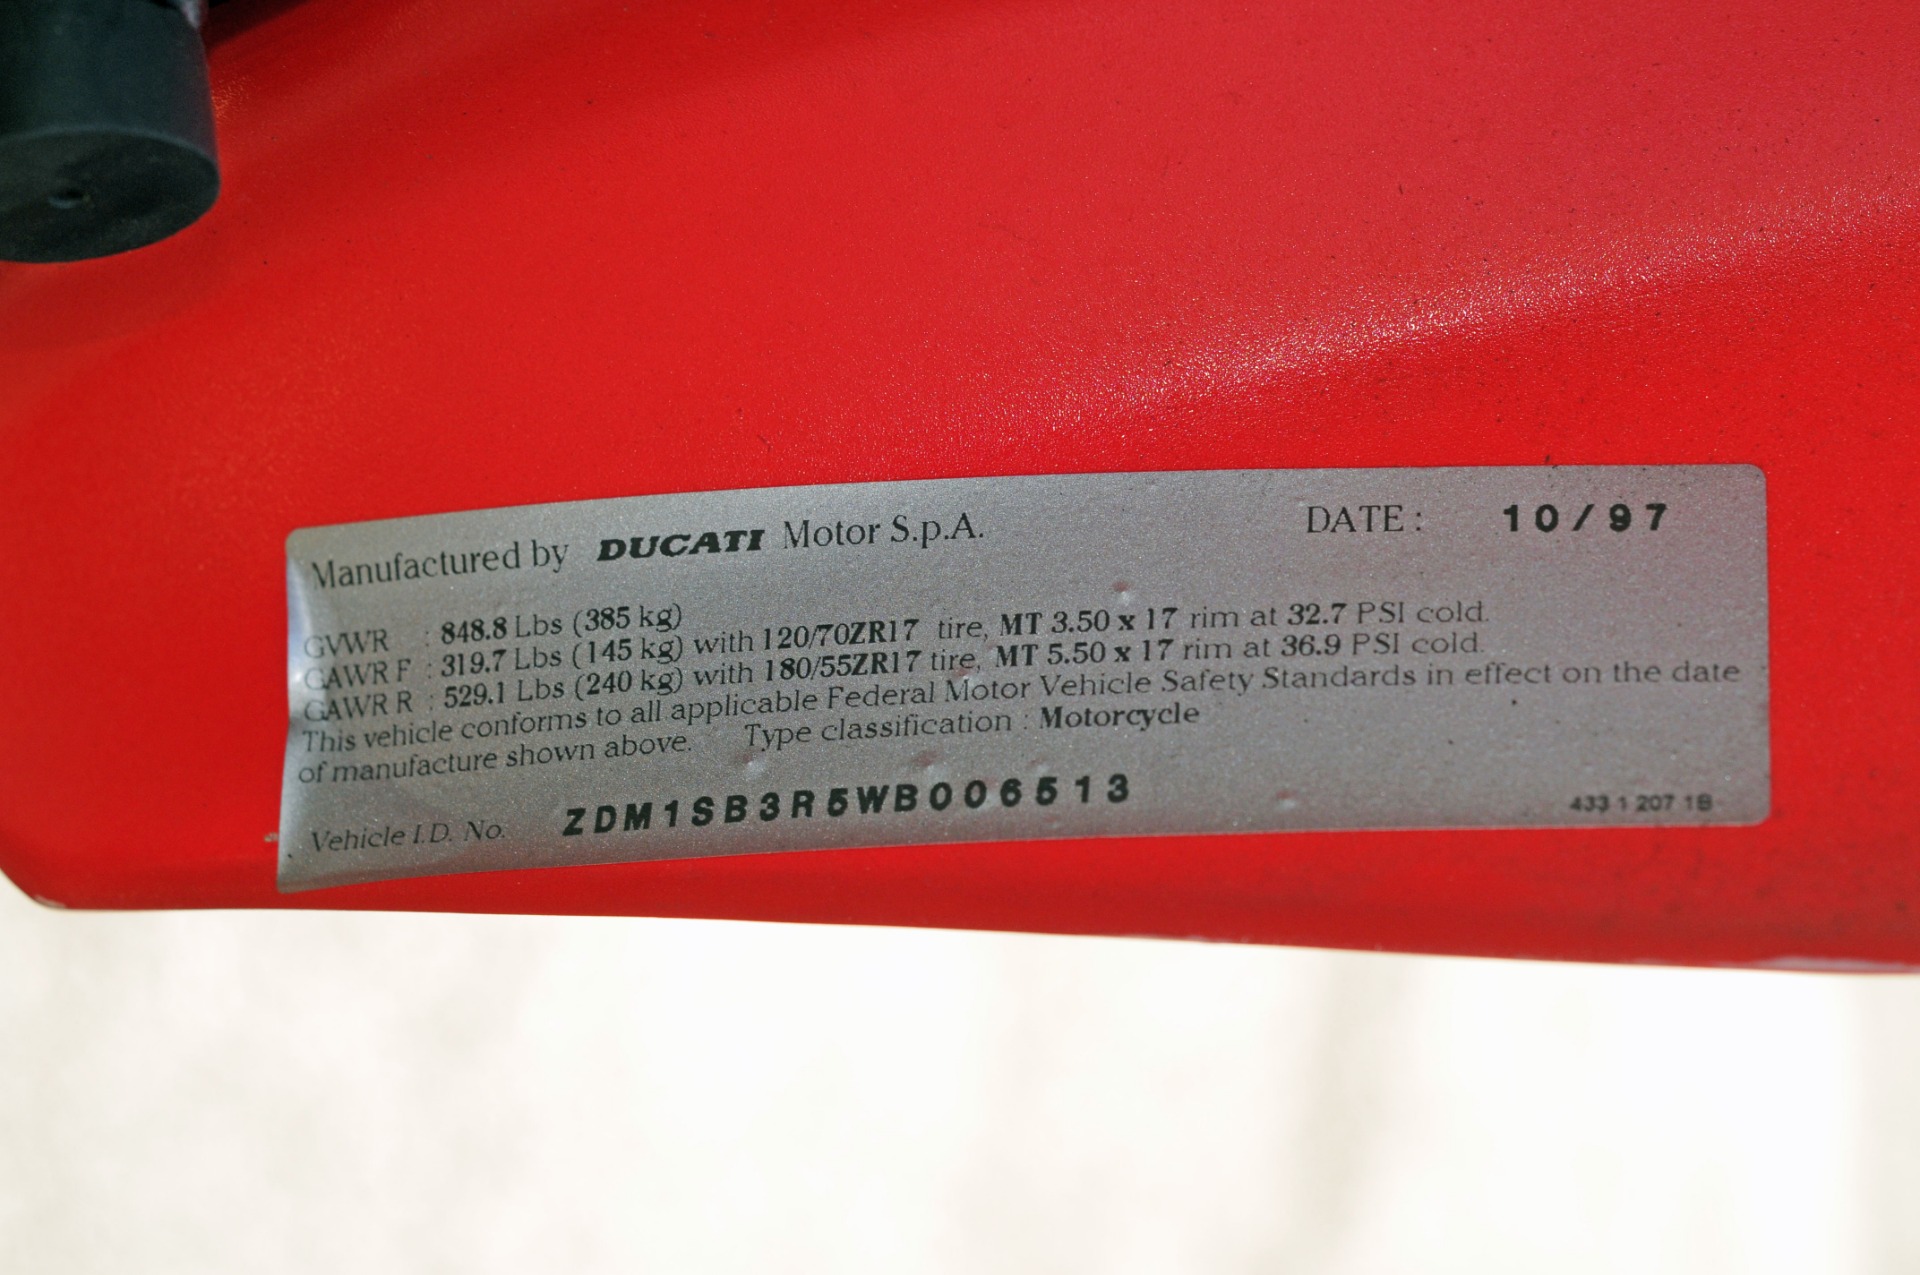 Manufactured by DUCATI Motor S.p.A. DATE : 10/97
GVWR : 848.8 Lbs (385 kg)
GAWR F : 319.7 Lbs (145 kg) with 120/70ZR17 tire, MT 3.50 x 17 rim at 32.7 PSI cold.
GAWR R : 529.1 Lbs (240 kg) with 180/55ZR17 tire, MT 5.50 x 17 rim at 36.9 PSI cold.
This vehicle conforms to all applicable Federal Motor Vehicle Safety Standards in effect on the date
of manufacture shown above. Type classification : Motorcycle
Vehicle I.D. No. ZDM1SB3R5WB006513
433 1 207 1B